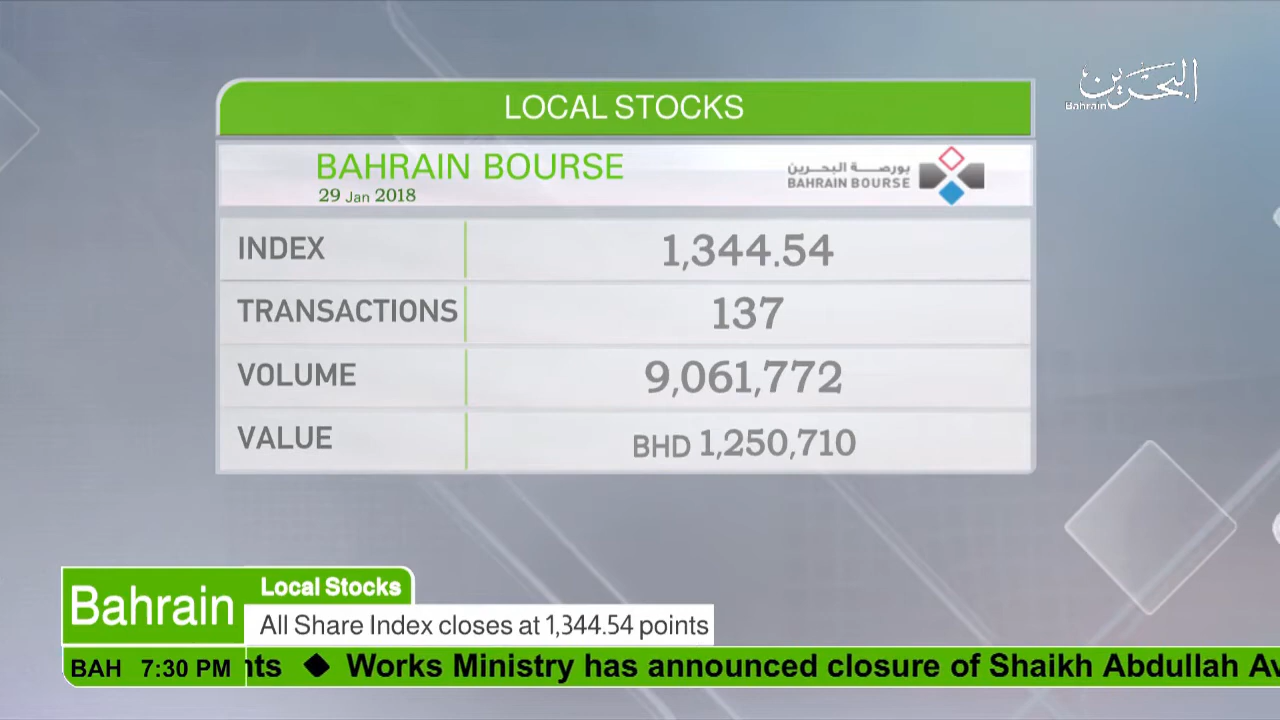 LOCAL STOCKS
البحرين
Bahrain
BAHRAIN BOURSE
29 Jan 2018
بورصة البحرين
BAHRAIN BOURSE
INDEX 1,344.54
TRANSACTIONS 137
VOLUME 9,061,772
VALUE BHD 1,250,710
Bahrain
Local Stocks
All Share Index closes at 1,344.54 points
BAH 7:30 PM nts ◆ Works Ministry has announced closure of Shaikh Abdullah Av